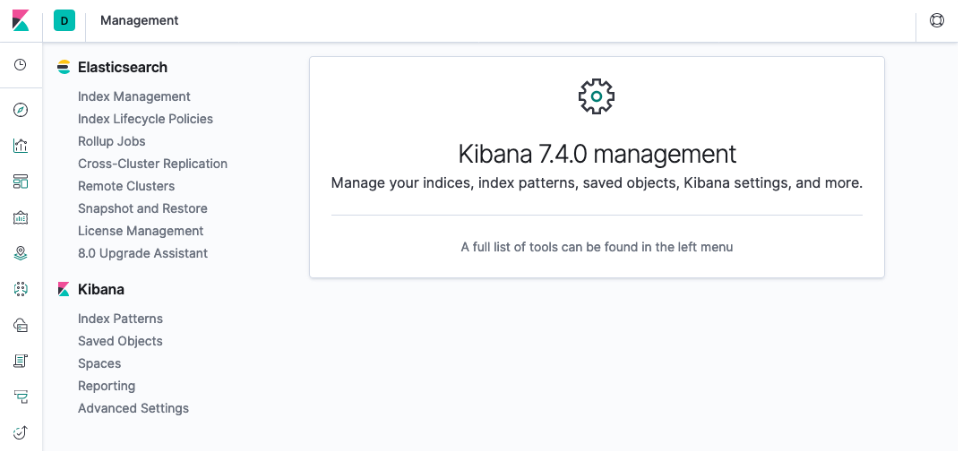 D
Management
Elasticsearch
Index Management
Index Lifecycle Policies
Rollup Jobs
Cross-Cluster Replication
Remote Clusters
Snapshot and Restore
License Management
8.0 Upgrade Assistant
Kibana
Index Patterns
Saved Objects
Spaces
Reporting
Advanced Settings
Kibana 7.4.0 management
Manage your indices, index patterns, saved objects, Kibana settings, and more.
A full list of tools can be found in the left menu